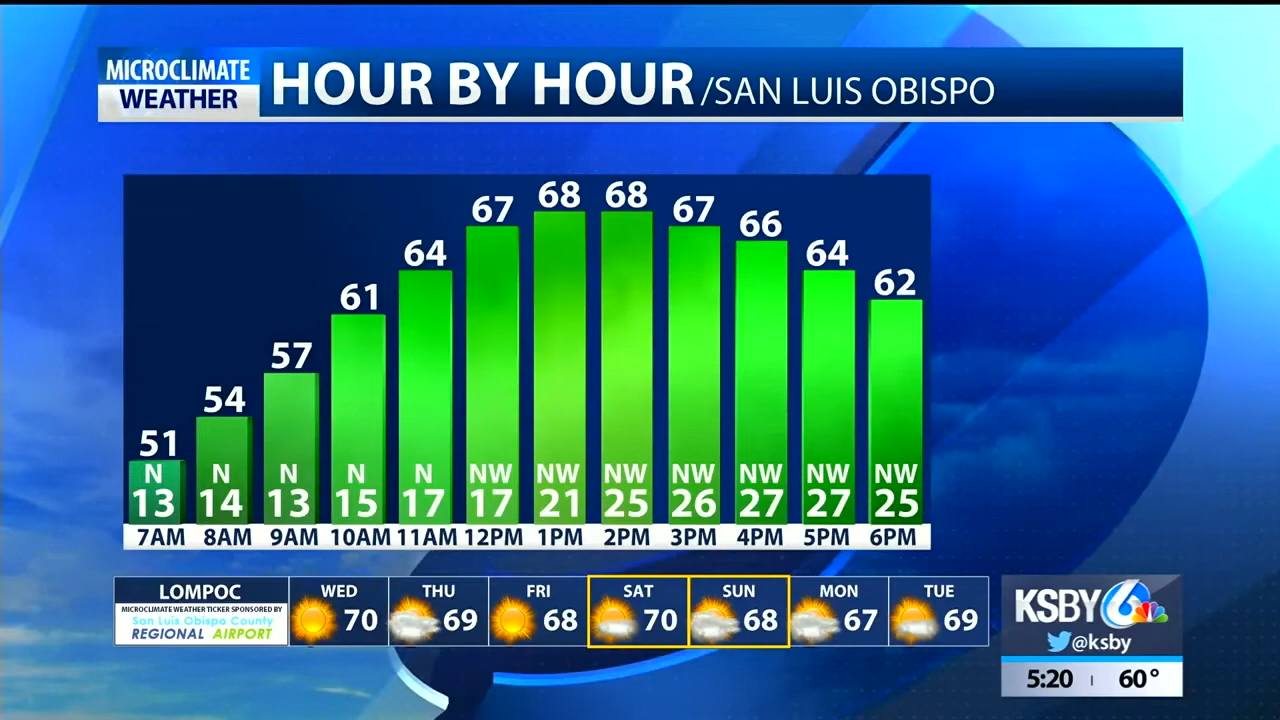 MICROCLIMATE
WEATHER
HOUR BY HOUR /SAN LUIS OBISPO
51 54 57 61 64 67 68 68 67 66 64 62
N N N N N NW NW NW NW NW NW NW
13 14 13 15 17 17 21 25 26 27 27 25
7AM 8AM 9AM 10AM 11AM 12PM 1PM 2PM 3PM 4PM 5PM 6PM
LOMPOC
MICROCLIMATE WEATHER TICKER SPONSORED BY
San Luis Obispo County
REGIONAL AIRPORT
WED THU FRI SAT SUN MON TUE
70 69 68 70 68 67 69
KSBY 6
@ksby
5:20 60°